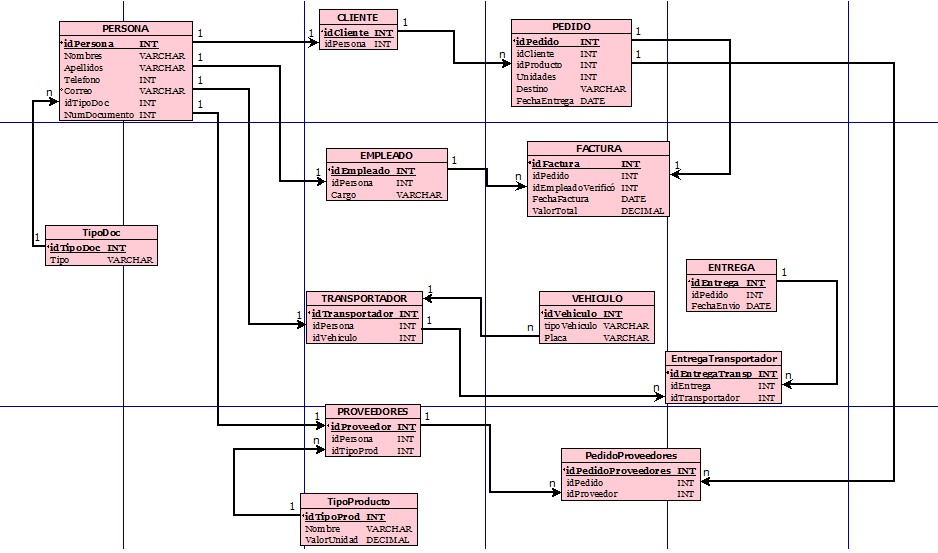 PERSONA
idPersona INT
Nombres VARCHAR
Apellidos VARCHAR
Telefono INT
Correo VARCHAR
idTipoDoc INT
NumDocumento INT
1
1
1
1
n
CLIENTE
idCliente INT
idPersona INT
1
1
PEDIDO
idPedido INT
idCliente INT
idProducto INT
Unidades INT
Destino VARCHAR
FechaEntrega DATE
n
1
1
EMPLEADO
idEmpleado INT
idPersona INT
Cargo VARCHAR
1
1
FACTURA
idFactura INT
idPedido INT
idEmpleadoVerificó INT
FechaFactura DATE
ValorTotal DECIMAL
n
1
TipoDoc
idTipoDoc INT
Tipo VARCHAR
1
TRANSPORTADOR
idTransportador INT
idPersona INT
idVehiculo INT
1
1
1
VEHICULO
idVehiculo INT
tipoVehiculo VARCHAR
Placa VARCHAR
n
ENTREGA
idEntrega INT
idPedido INT
FechaEnvio DATE
1
EntregaTransportador
idEntregaTransp INT
idEntrega INT
idTransportador INT
n
n
PROVEEDORES
idProveedor INT
idPersona INT
idTipoProd INT
1
n
1
PedidoProveedores
idPedidoProveedores INT
idPedido INT
idProveedor INT
n
n
TipoProducto
idTipoProd INT
Nombre VARCHAR
ValorUnidad DECIMAL
1